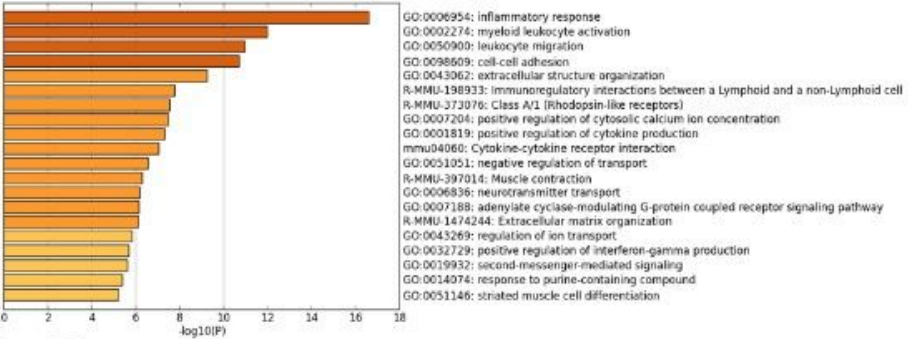 GO:0006954: inflammatory response
GO:0002274: myeloid leukocyte activation
GO:0050900: leukocyte migration
GO:0098609: cell-cell adhesion
GO:0043062: extracellular structure organization
R-MMU-198933: Immunoregulatory interactions between a Lymphoid and a non-Lymphoid cell
R-MMU-373076: Class A/1 (Rhodopsin-like receptors)
GO:0007204: positive regulation of cytosolic calcium ion concentration
GO:0001819: positive regulation of cytokine production
mmu04060: Cytokine-cytokine receptor interaction
GO:0051051: negative regulation of transport
R-MMU-397014: Muscle contraction
GO:0006836: neurotransmitter transport
GO:0007188: adenylate cyclase-modulating G-protein coupled receptor signaling pathway
R-MMU-1474244: Extracellular matrix organization
GO:0043269: regulation of ion transport
GO:0032729: positive regulation of interferon-gamma production
GO:0019932: second-messenger-mediated signaling
GO:0014074: response to purine-containing compound
GO:0051146: striated muscle cell differentiation
0 2 4 6 8 10 12 14 16 18
-log10(P)